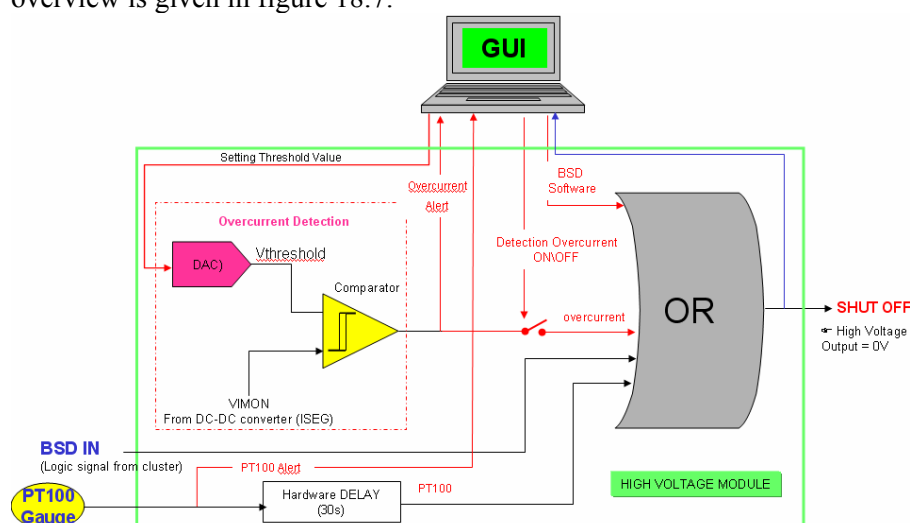 overview is given in figure 18.7.
GUI
Setting Threshold Value
Overcurrent
Alert
BSD
Software
Overcurrent Detection
DAC)
Vthreshold
Detection Overcurrent
ON\OFF
Comparator
overcurrent
OR
SHUT OFF
☛ High Voltage
Output = 0V
VIMON
From DC-DC converter (ISEG)
BSD IN
(Logic signal from cluster)
PT100 Alert
PT100
Gauge
Hardware DELAY
(30s)
PT100
HIGH VOLTAGE MODULE